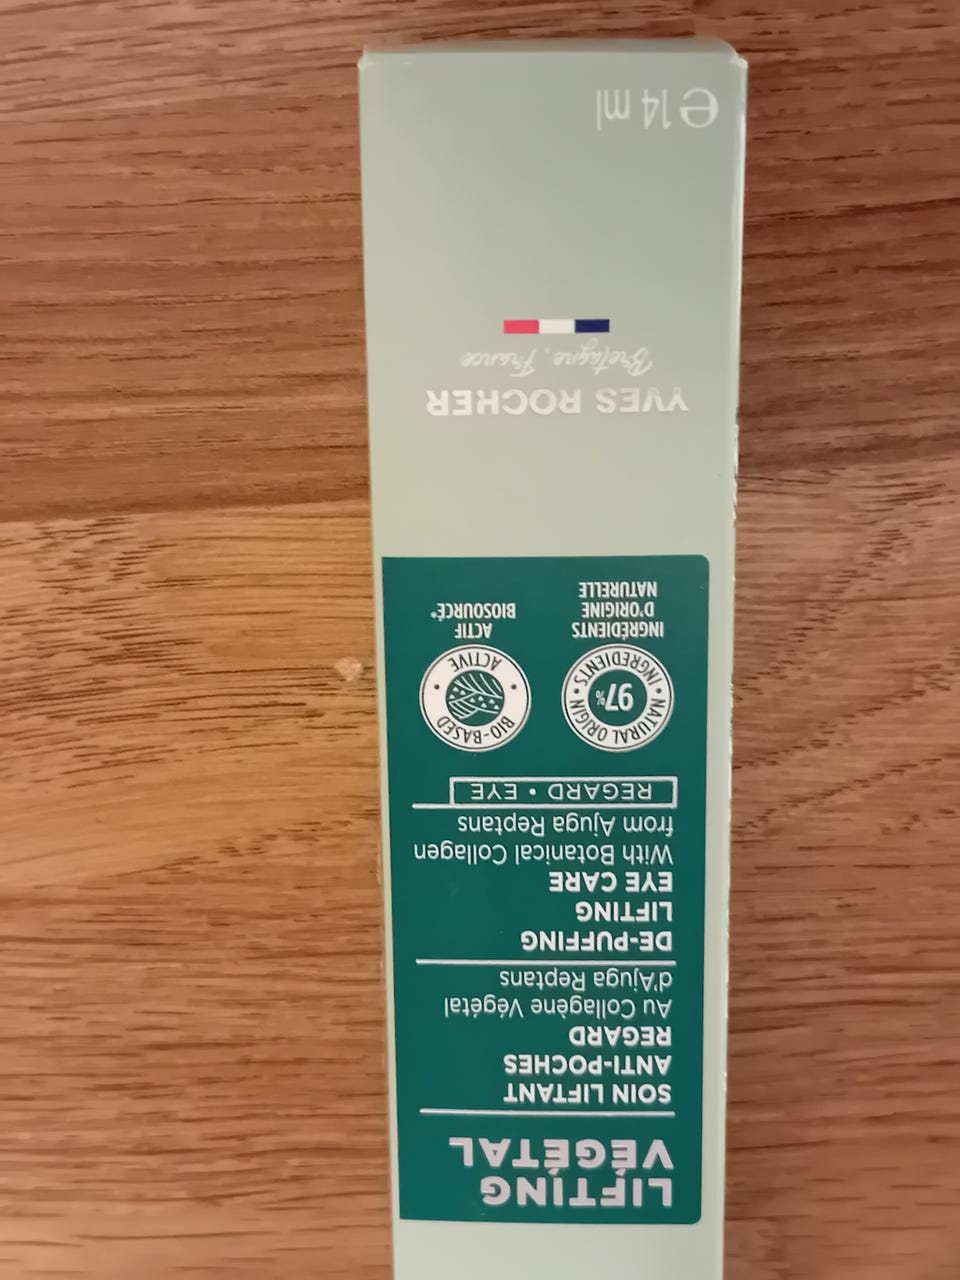 LIFTING
VÉGÉTAL
SOIN LIFTANT
ANTI-POCHES
REGARD
Au Collagène Végétal
d'Ajuga Reptans
DE-PUFFING
LIFTING
EYE CARE
With Botanical Collagen
from Ajuga Reptans
REGARD • EYE
97%
NATURAL ORIGIN • INGREDIENTS •
INGRÉDIENTS
D'ORIGINE
NATURELLE
BIO-BASED • ACTIVE •
ACTIF
BIOSOURCÉ*
YVES ROCHER
Bretagne, France
℮14 ml